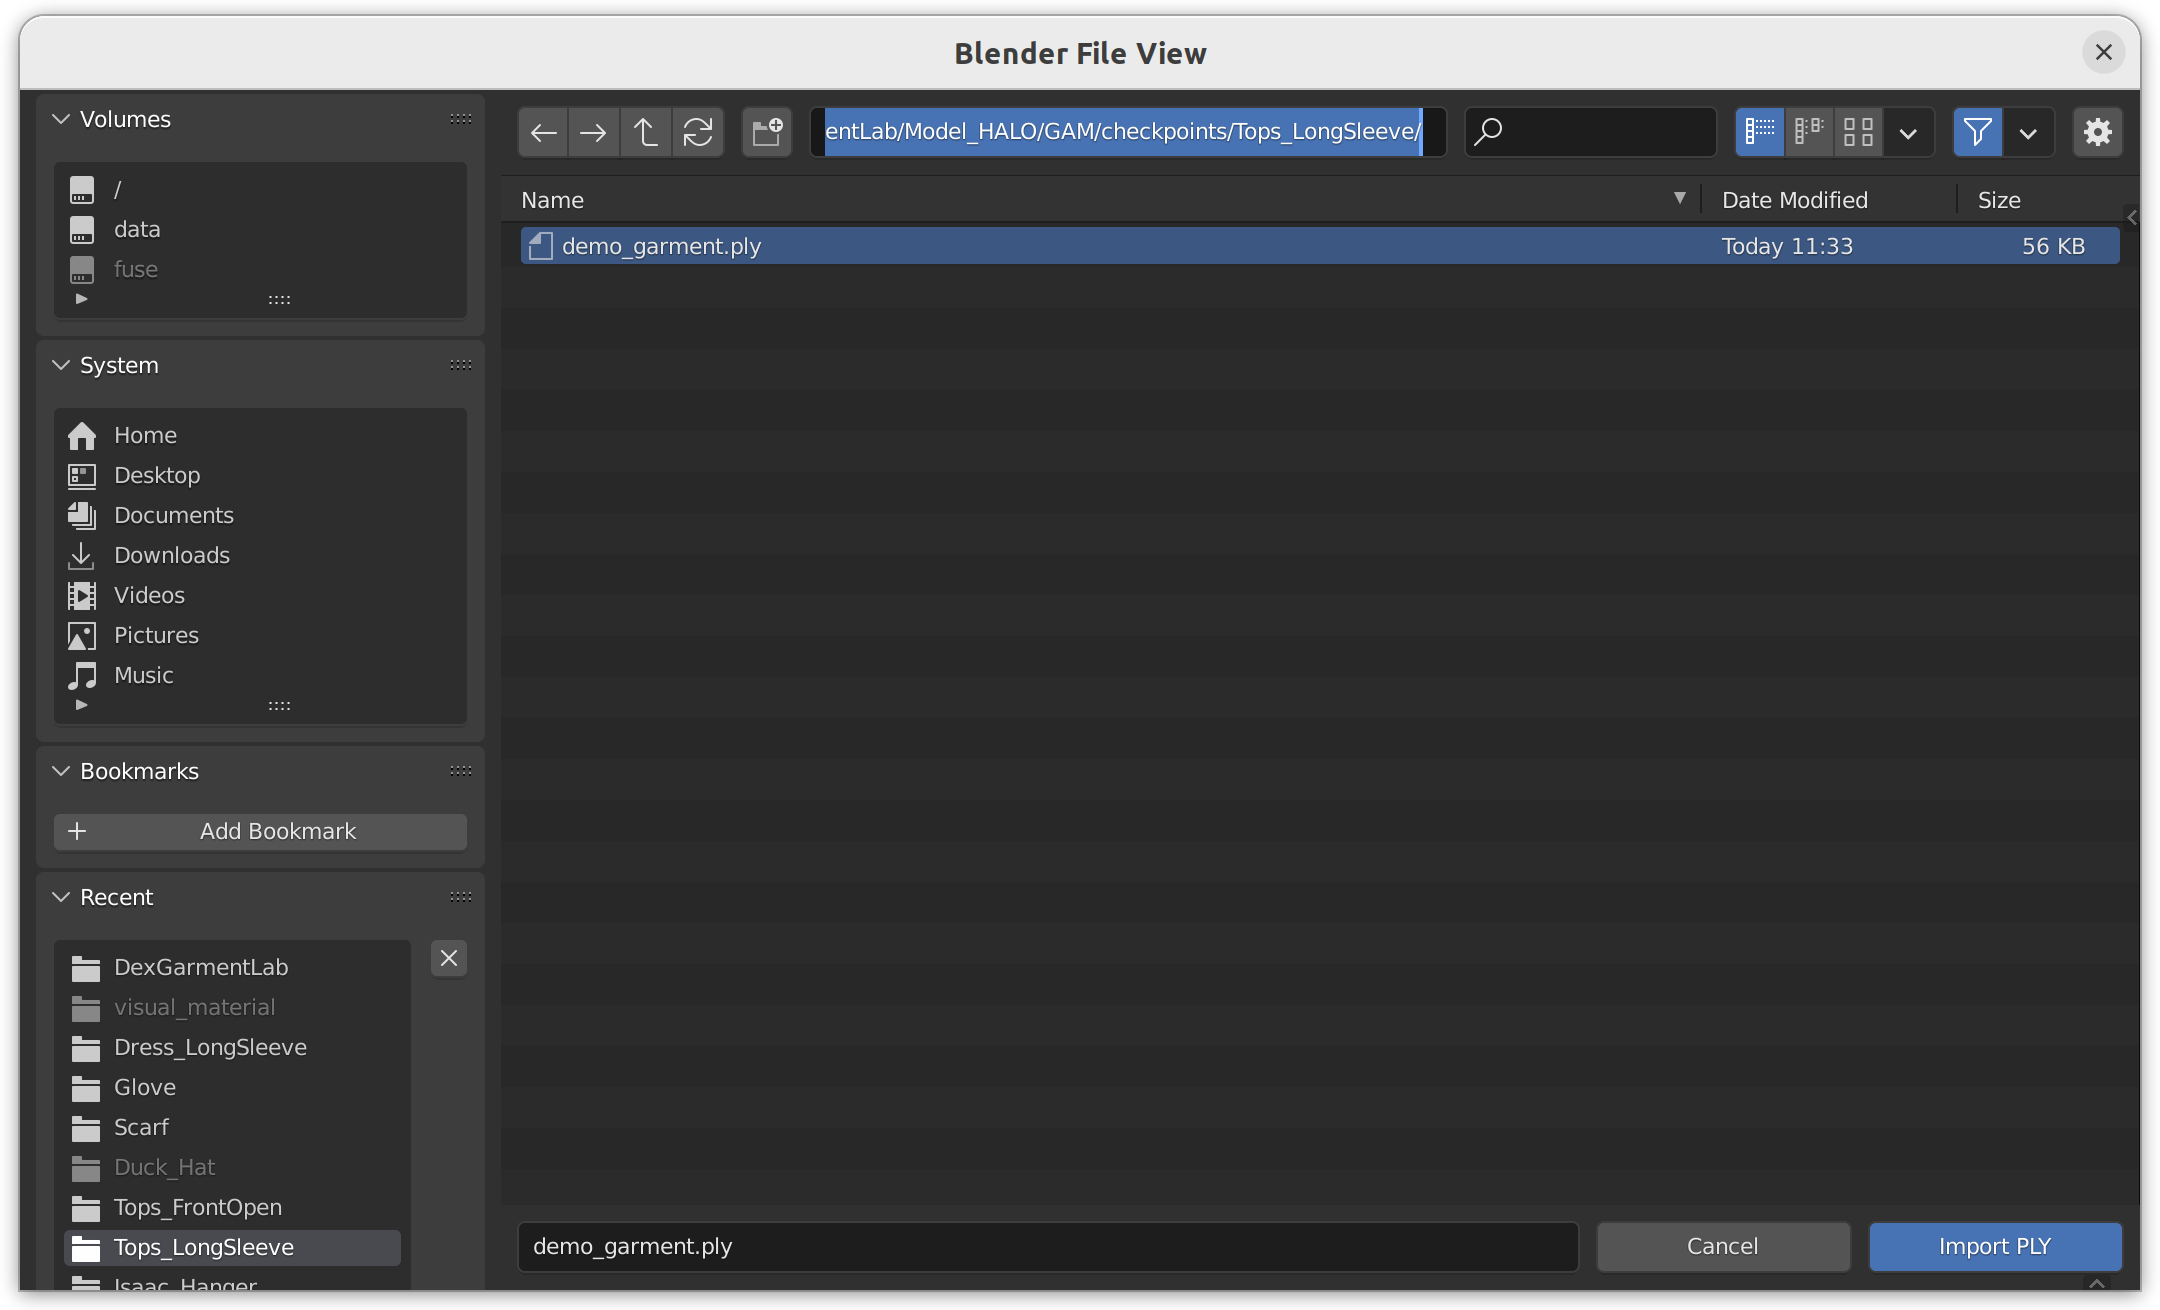 Blender File View
Volumes
/
data
fuse
System
Home
Desktop
Documents
Downloads
Videos
Pictures
Music
Bookmarks
Add Bookmark
Recent
DexGarmentLab
visual_material
Dress_LongSleeve
Glove
Scarf
Duck_Hat
Tops_FrontOpen
Tops_LongSleeve
Isaac_Hanger
entLab/Model_HALO/GAM/checkpoints/Tops_LongSleeve/
Name Date Modified Size
demo_garment.ply Today 11:33 56 KB
demo_garment.ply
Cancel
Import PLY